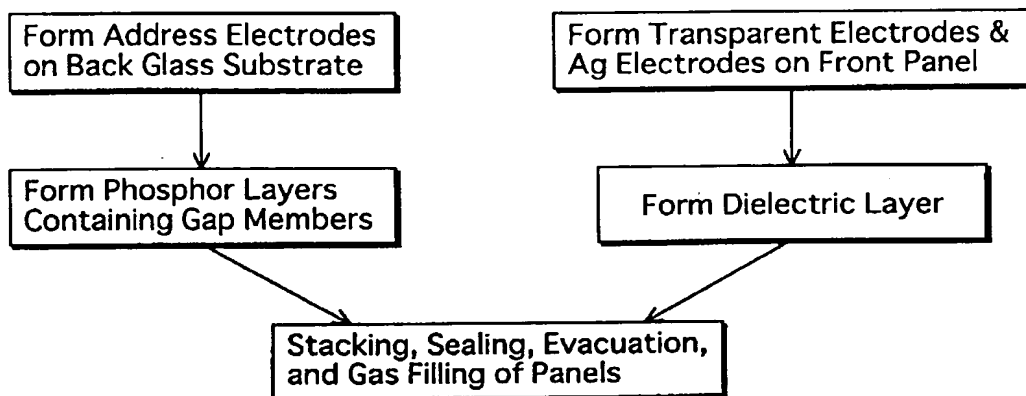 Form Address Electrodes
on Back Glass Substrate
Form Transparent Electrodes &
Ag Electrodes on Front Panel
Form Phosphor Layers
Containing Gap Members
Form Dielectric Layer
Stacking, Sealing, Evacuation,
and Gas Filling of Panels